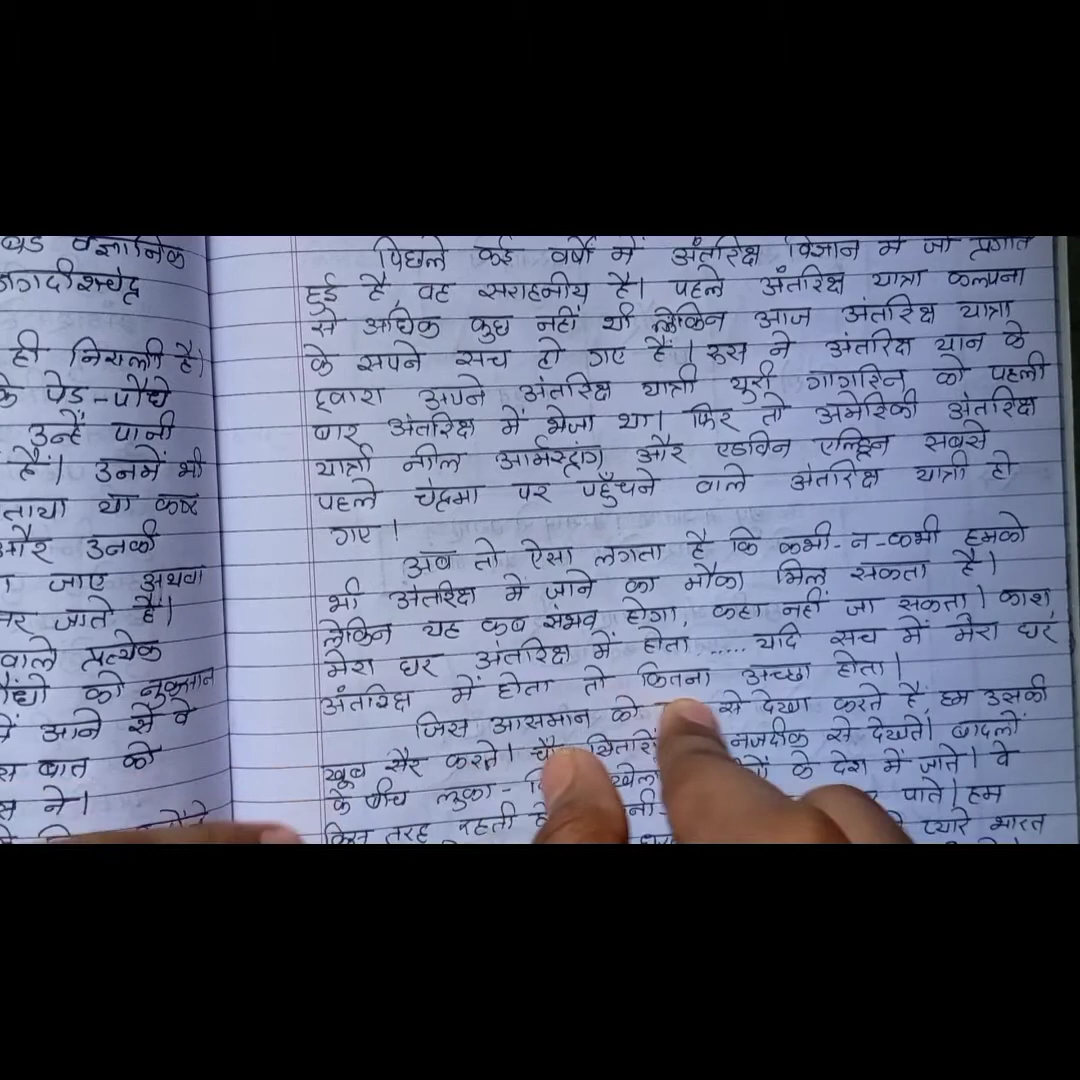 बड वैज्ञानिक
जगदीशचंद्र
ही निराली है।
के पेड-पौधे
उन्हें पानी
हैं। उनमें भी
या कष्ट
और उनकी
जाए अथवा
जाते हैं।
वाले प्रत्येक
को नुकसान
में आने से वे
बात को
ने।
पिछले कई वर्षों में अंतरिक्ष विज्ञान में जो प्रगति
हुई है, वह सराहनीय है। पहले अंतरिक्ष यात्रा कल्पना
से अधिक कुछ नहीं थी लेकिन आज अंतरिक्ष यात्रा
के सपने सच हो गए हैं। रुस ने अंतरिक्ष यान के
द्वारा अपने अंतरिक्ष यात्री युरी गागरिन को पहली
बार अंतरिक्ष में भेजा था। फिर तो अमेरिकी अंतरिक्ष
यात्री नील आर्मस्ट्रांग और एडविन एल्ड्रिन सबसे
पहले चंद्रमा पर पहुँचने वाले अंतरिक्ष यात्री हो
गए।
अब तो ऐसा लगता है कि कभी-न-कभी हमको
भी अंतरिक्ष में जाने का मौका मिल सकता है।
लेकिन यह कब संभव होगा, कहा नहीं जा सकता। काश,
मेरा घर अंतरिक्ष में होता ..... यदि सच में मेरा घर
अंतरिक्ष में होता तो कितना अच्छा होता।
जिस आसमान को से देखा करते है, हम उसकी
खूब सैर करते। नजदीक से देखते। बादलों
के बीच लुका- के देश में जाते। वे
किस तरह रहती पाते। हम
प्यारे भारत